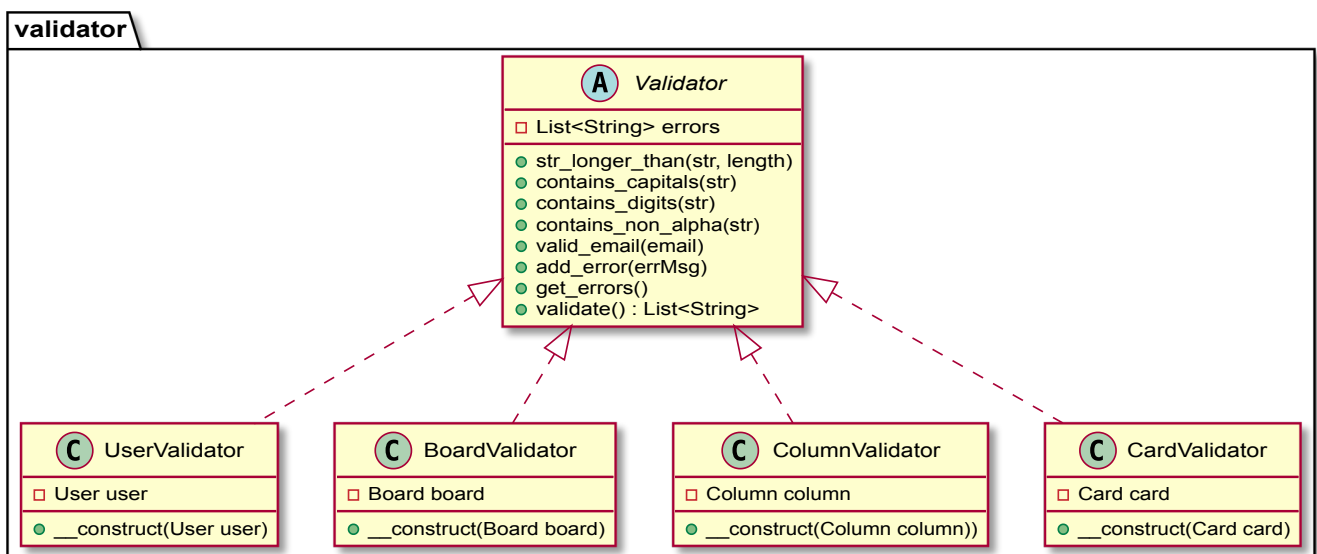 validator
A Validator
List<String> errors
str_longer_than(str, length)
contains_capitals(str)
contains_digits(str)
contains_non_alpha(str)
valid_email(email)
add_error(errMsg)
get_errors()
validate() : List<String>
C UserValidator
User user
__construct(User user)
C BoardValidator
Board board
__construct(Board board)
C ColumnValidator
Column column
__construct(Column column))
C CardValidator
Card card
__construct(Card card)